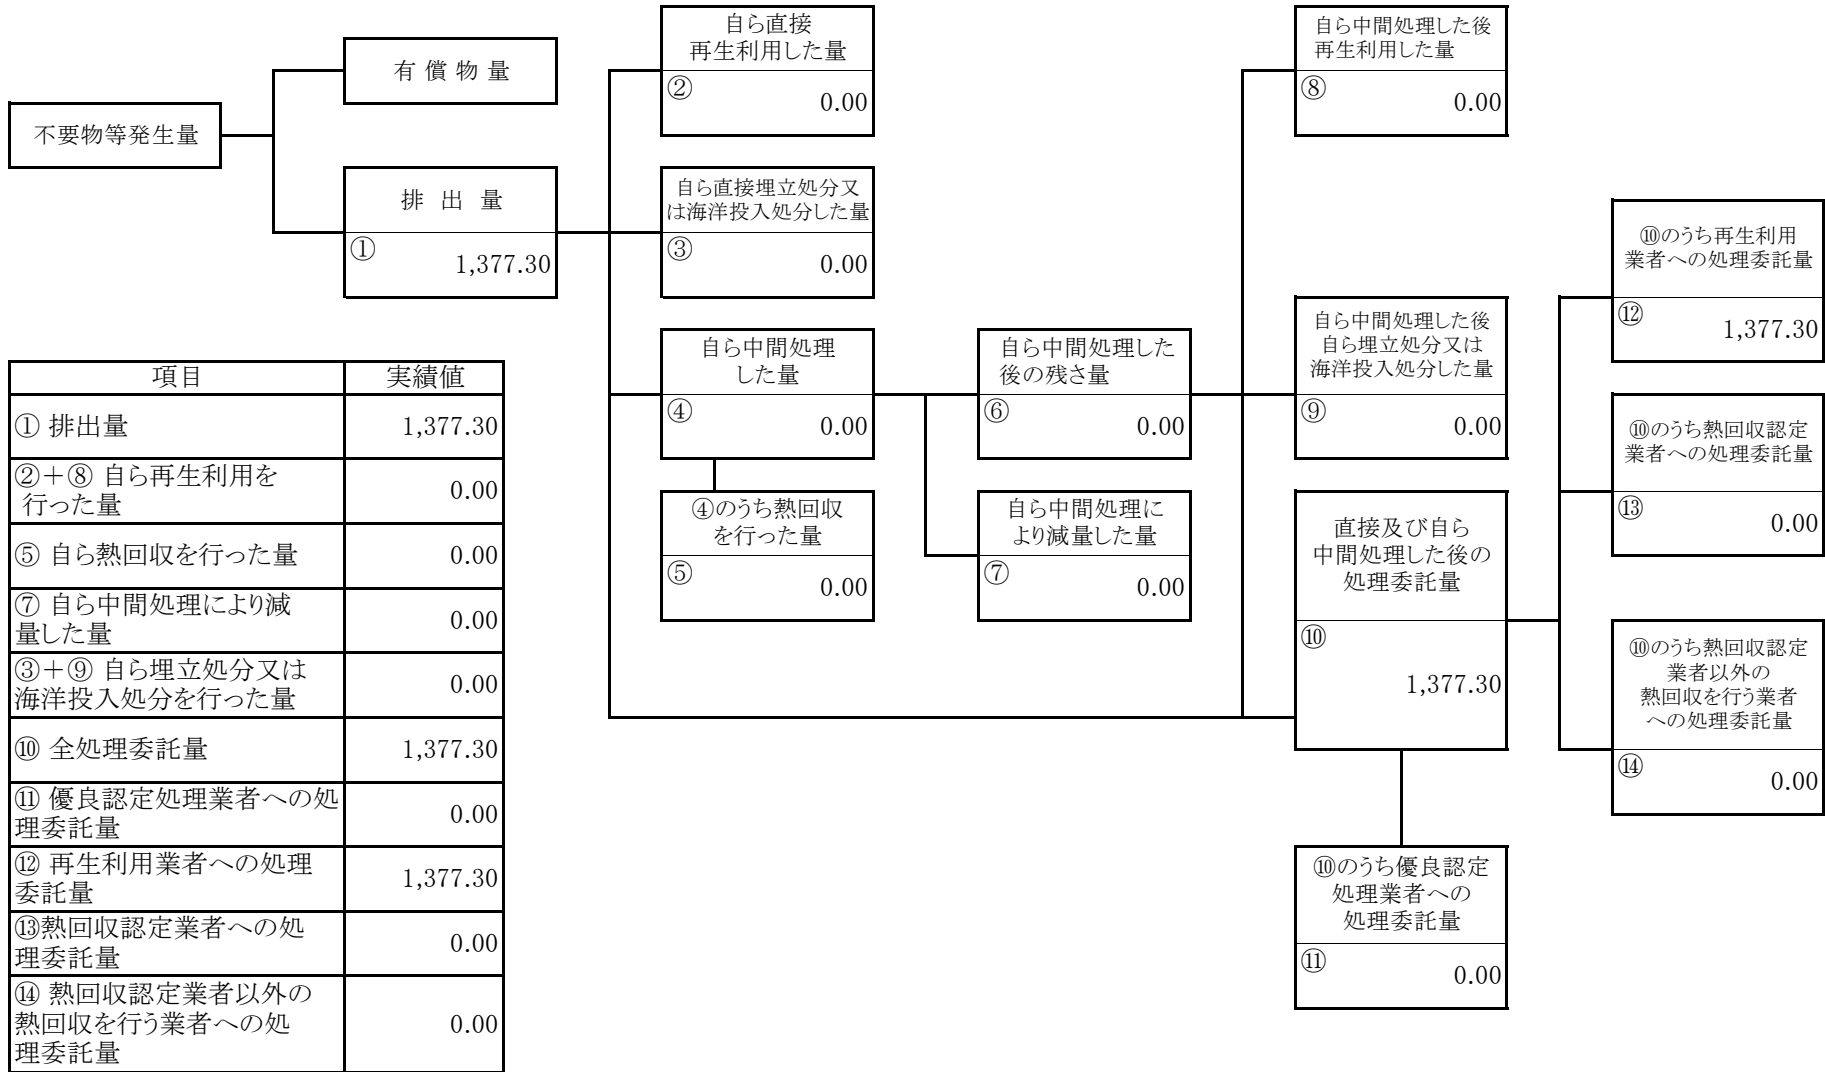 不要物等発生量
有 償 物 量
排 出 量
①
1,377.30
自ら直接
再生利用した量
②
0.00
自ら直接埋立処分又
は海洋投入処分した量
③
0.00
自ら中間処理
した量
④
0.00
④のうち熱回収
を行った量
⑤
0.00
自ら中間処理した
後の残さ量
⑥
0.00
自ら中間処理に
より減量した量
⑦
0.00
自ら中間処理した後
再生利用した量
⑧
0.00
自ら中間処理した後
自ら埋立処分又は
海洋投入処分した量
⑨
0.00
直接及び自ら
中間処理した後の
処理委託量
⑩
1,377.30
⑩のうち優良認定
処理業者への
処理委託量
⑪
0.00
⑩のうち再生利用
業者への処理委託量
⑫
1,377.30
⑩のうち熱回収認定
業者への処理委託量
⑬
0.00
⑩のうち熱回収認定
業者以外の
熱回収を行う業者
への処理委託量
⑭
0.00
項目 実績値
① 排出量 1,377.30
②＋⑧ 自ら再生利用を
行った量 0.00
⑤ 自ら熱回収を行った量 0.00
⑦ 自ら中間処理により減
量した量 0.00
③＋⑨ 自ら埋立処分又は
海洋投入処分を行った量 0.00
⑩ 全処理委託量 1,377.30
⑪ 優良認定処理業者への処
理委託量 0.00
⑫ 再生利用業者への処理
委託量 1,377.30
⑬熱回収認定業者への処
理委託量 0.00
⑭ 熱回収認定業者以外の
熱回収を行う業者への処
理委託量 0.00